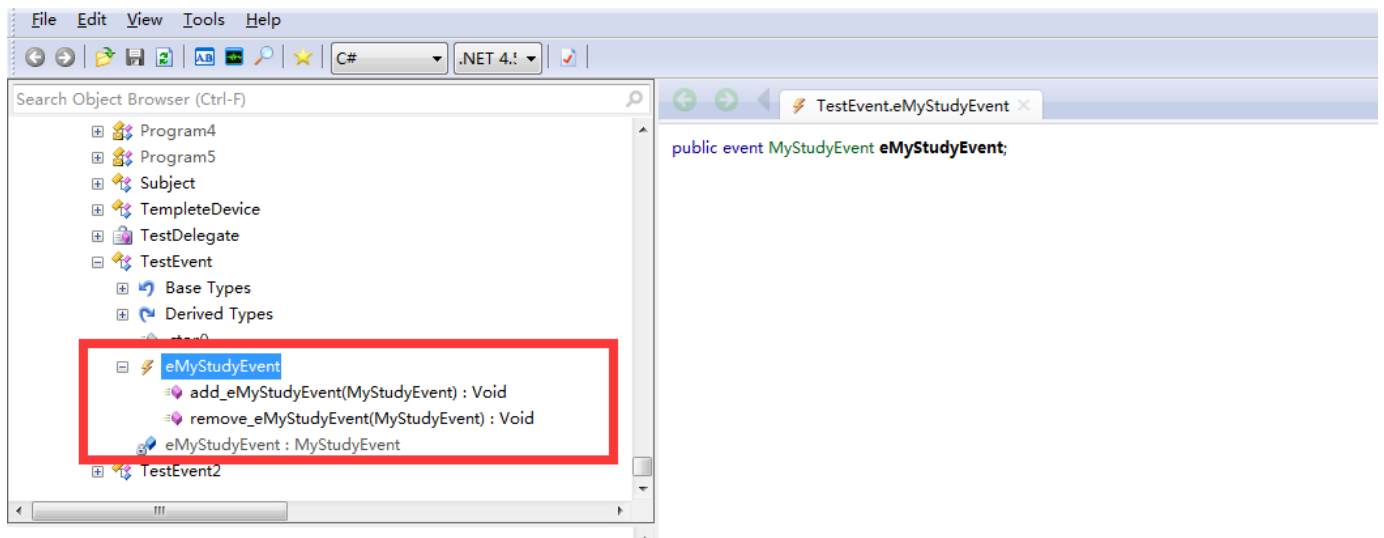 File Edit View Tools Help
C# .NET 4.5
Search Object Browser (Ctrl-F)
TestEvent.eMyStudyEvent
Program4
public event MyStudyEvent eMyStudyEvent;
Program5
Subject
TempleteDevice
TestDelegate
TestEvent
Base Types
Derived Types
eMyStudyEvent
add_eMyStudyEvent(MyStudyEvent) : Void
remove_eMyStudyEvent(MyStudyEvent) : Void
eMyStudyEvent : MyStudyEvent
TestEvent2